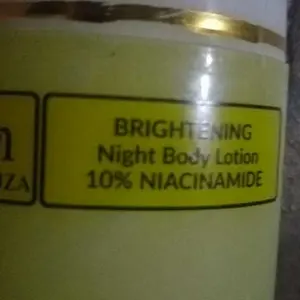 BRIGHTENING
Night Body Lotion
10% NIACINAMIDE